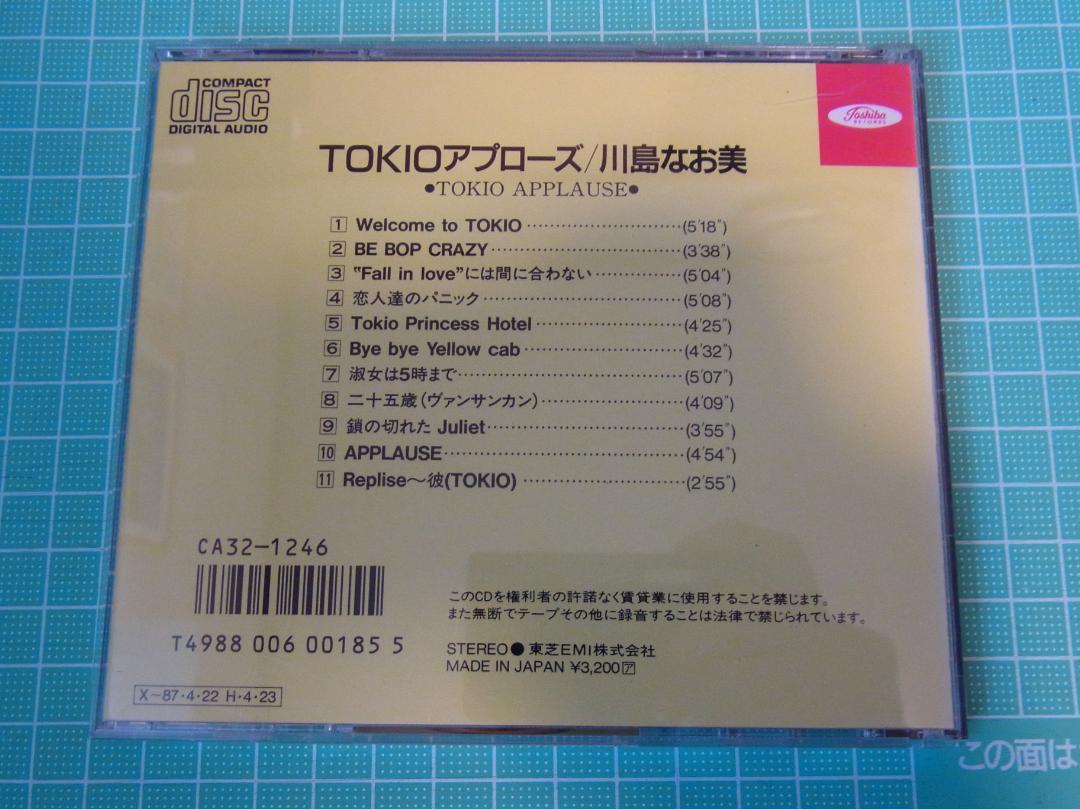 COMPACT
disc
DIGITAL AUDIO
Toshiba
RECORDS
TOKIOアプローズ/川島なお美
●TOKIO APPLAUSE●
1 Welcome to TOKIO ……………………… (5'18")
2 BE BOP CRAZY ……………………… (3'38")
3 "Fall in love"には間に合わない ……………… (5'04")
4 恋人達のパニック ……………………… (5'08")
5 Tokio Princess Hotel ……………………… (4'25")
6 Bye bye Yellow cab ……………………… (4'32")
7 淑女は5時まで ……………………… (5'07")
8 二十五歳(ヴァンサンカン) ……………………… (4'09")
9 鎖の切れた Juliet ……………………… (3'55")
10 APPLAUSE ……………………… (4'54")
11 Replise〜彼(TOKIO) ……………………… (2'55")
CA32-1246
T4988 006 00185 5
このCDを権利者の許諾なく賃貸業に使用することを禁じます。
また無断でテープその他に録音することは法律で禁じられています。
STEREO● 東芝EMI株式会社
MADE IN JAPAN ¥3,200ア
X〜87・4・22 H・4・23
この面は